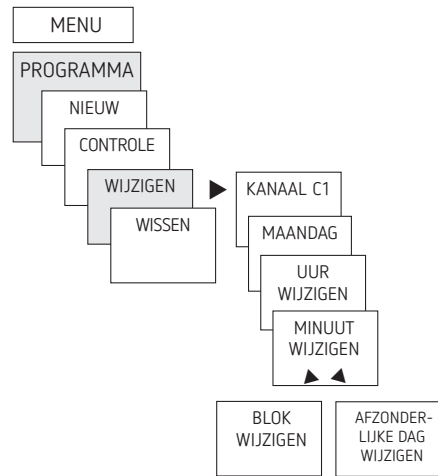 MENU
PROGRAMMA
NIEUW
CONTROLE
WIJZIGEN
WISSEN
KANAAL C1
MAANDAG
UUR
WIJZIGEN
MINUUT
WIJZIGEN
BLOK
WIJZIGEN
AFZONDER-
LIJKE DAG
WIJZIGEN